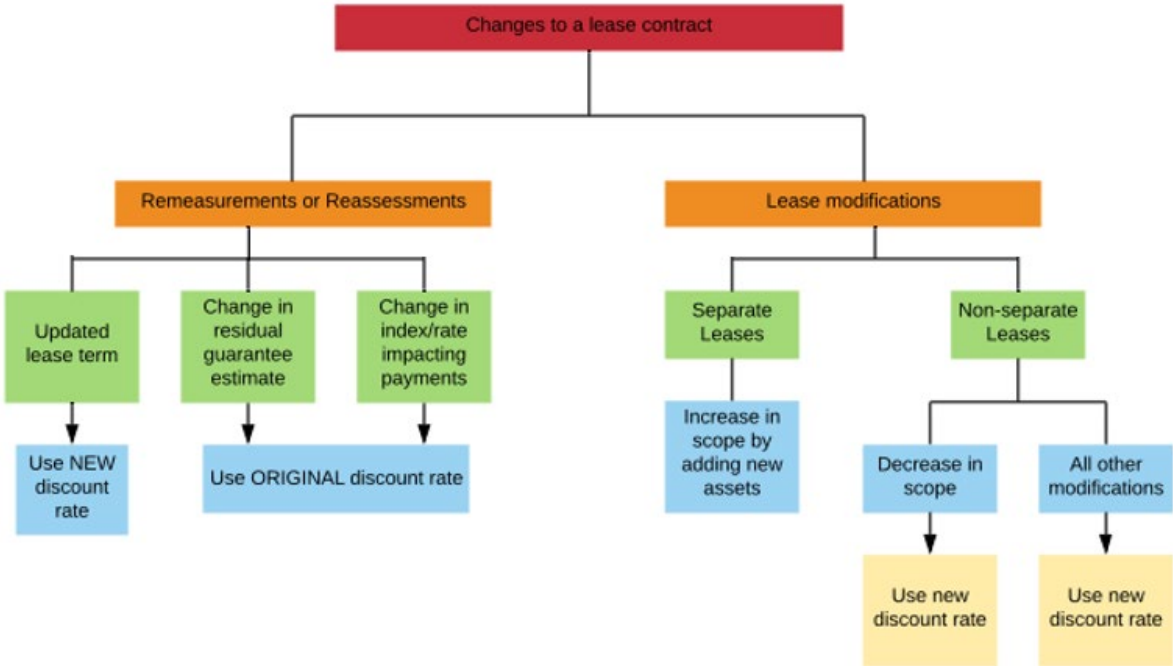 Changes to a lease contract
Remeasurements or Reassessments
Lease modifications
Updated
lease term
Change in
residual
guarantee
estimate
Change in
index/rate
impacting
payments
Separate
Leases
Non-separate
Leases
Use NEW
discount
rate
Use ORIGINAL discount rate
Increase in
scope by
adding new
assets
Decrease in
scope
All other
modifications
Use new
discount rate
Use new
discount rate